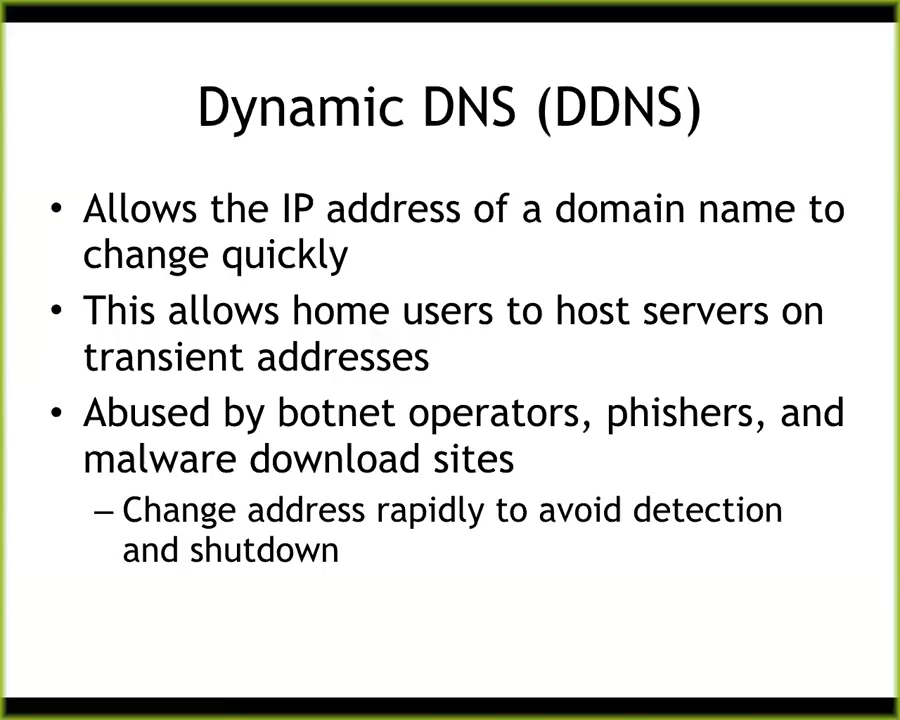 Dynamic DNS (DDNS)
• Allows the IP address of a domain name to
change quickly
• This allows home users to host servers on
transient addresses
• Abused by botnet operators, phishers, and
malware download sites
– Change address rapidly to avoid detection
and shutdown